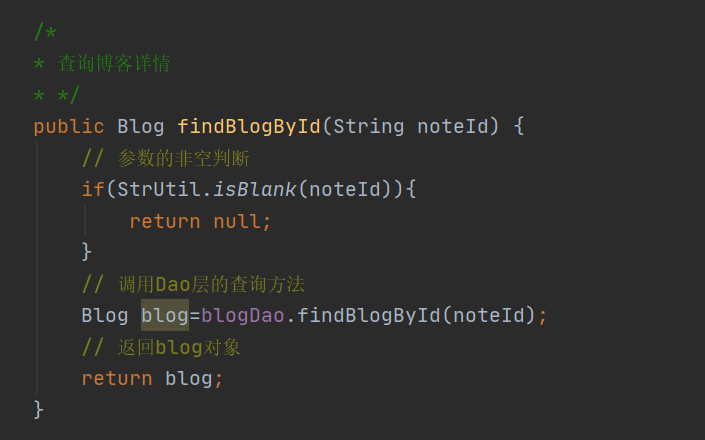 /*
* 查询博客详情
* */
public Blog findBlogById(String noteId) {
// 参数的非空判断
if(StrUtil.isBlank(noteId)){
return null;
}
// 调用Dao层的查询方法
Blog blog=blogDao.findBlogById(noteId);
// 返回blog对象
return blog;
}